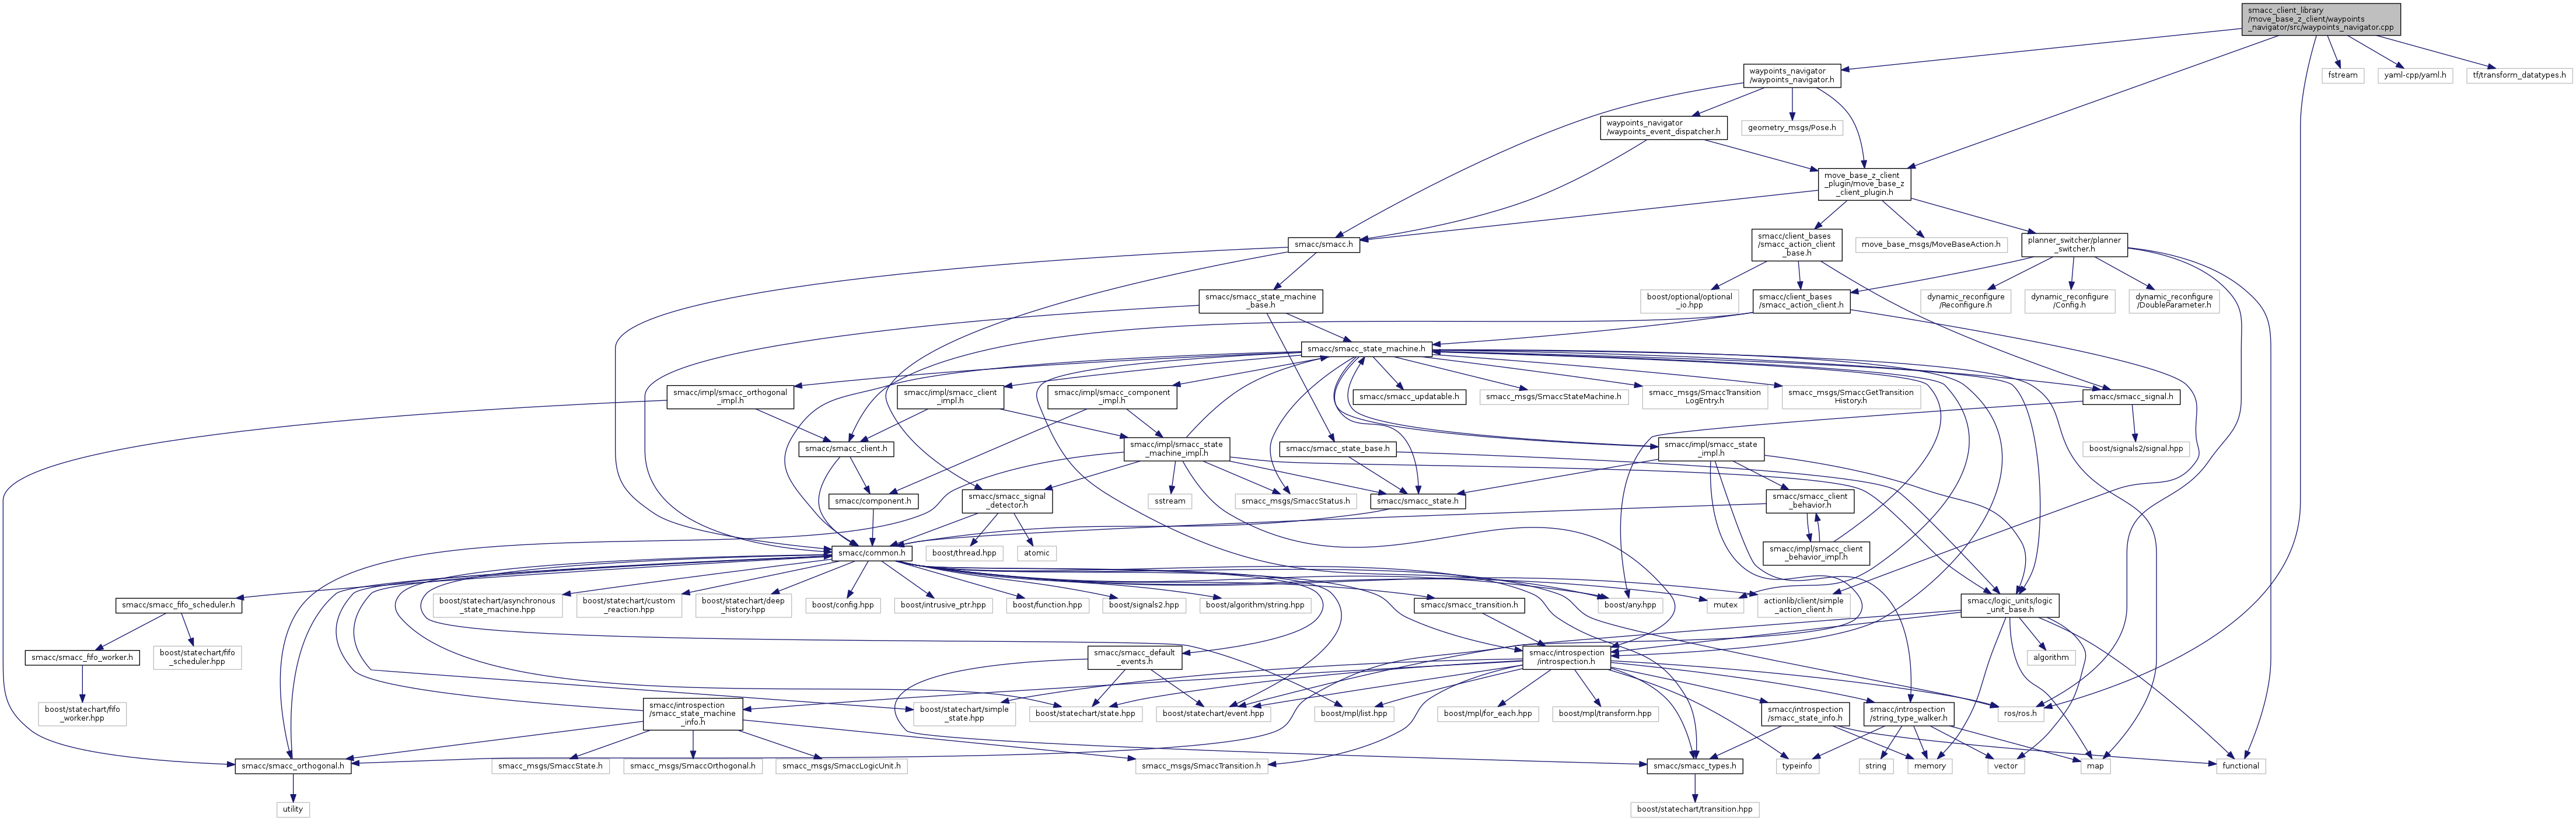 smacc_client_library
/move_base_z_client/waypoints
_navigator/src/waypoints_navigator.cpp
waypoints_navigator
/waypoints_navigator.h
fstream
yaml-cpp/yaml.h
tf/transform_datatypes.h
waypoints_navigator
/waypoints_event_dispatcher.h
geometry_msgs/Pose.h
move_base_z_client
_plugin/move_base_z
_client_plugin.h
smacc/smacc.h
smacc/client_bases
/smacc_action_client
_base.h
move_base_msgs/MoveBaseAction.h
planner_switcher/planner
_switcher.h
smacc/smacc_state_machine
_base.h
boost/optional/optional
_io.hpp
smacc/client_bases
/smacc_action_client.h
dynamic_reconfigure
/Reconfigure.h
dynamic_reconfigure
/Config.h
dynamic_reconfigure
/DoubleParameter.h
smacc/smacc_state_machine.h
smacc/impl/smacc_orthogonal
_impl.h
smacc/impl/smacc_client
_impl.h
smacc/impl/smacc_component
_impl.h
smacc/smacc_updatable.h
smacc_msgs/SmaccStateMachine.h
smacc_msgs/SmaccTransition
LogEntry.h
smacc_msgs/SmaccGetTransition
History.h
smacc/smacc_signal.h
smacc/smacc_client.h
smacc/impl/smacc_state
_machine_impl.h
smacc/smacc_state_base.h
smacc/impl/smacc_state
_impl.h
boost/signals2/signal.hpp
smacc/component.h
smacc/smacc_signal
_detector.h
sstream
smacc_msgs/SmaccStatus.h
smacc/smacc_state.h
smacc/smacc_client
_behavior.h
smacc/common.h
boost/thread.hpp
atomic
smacc/impl/smacc_client
_behavior_impl.h
smacc/smacc_fifo_scheduler.h
boost/statechart/asynchronous
_state_machine.hpp
boost/statechart/custom
_reaction.hpp
boost/statechart/deep
_history.hpp
boost/config.hpp
boost/intrusive_ptr.hpp
boost/function.hpp
boost/signals2.hpp
boost/algorithm/string.hpp
smacc/smacc_transition.h
boost/any.hpp
mutex
actionlib/client/simple
_action_client.h
smacc/logic_units/logic
_unit_base.h
smacc/smacc_fifo_worker.h
boost/statechart/fifo
_scheduler.hpp
smacc/smacc_default
_events.h
smacc/introspection
/introspection.h
algorithm
boost/statechart/fifo
_worker.hpp
smacc/introspection
/smacc_state_machine
_info.h
boost/statechart/simple
_state.hpp
boost/statechart/state.hpp
boost/statechart/event.hpp
boost/mpl/list.hpp
boost/mpl/for_each.hpp
boost/mpl/transform.hpp
smacc/introspection
/smacc_state_info.h
smacc/introspection
/string_type_walker.h
ros/ros.h
smacc/smacc_orthogonal.h
smacc_msgs/SmaccState.h
smacc_msgs/SmaccOrthogonal.h
smacc_msgs/SmaccLogicUnit.h
smacc_msgs/SmaccTransition.h
smacc/smacc_types.h
typeinfo
string
memory
vector
map
functional
utility
boost/statechart/transition.hpp